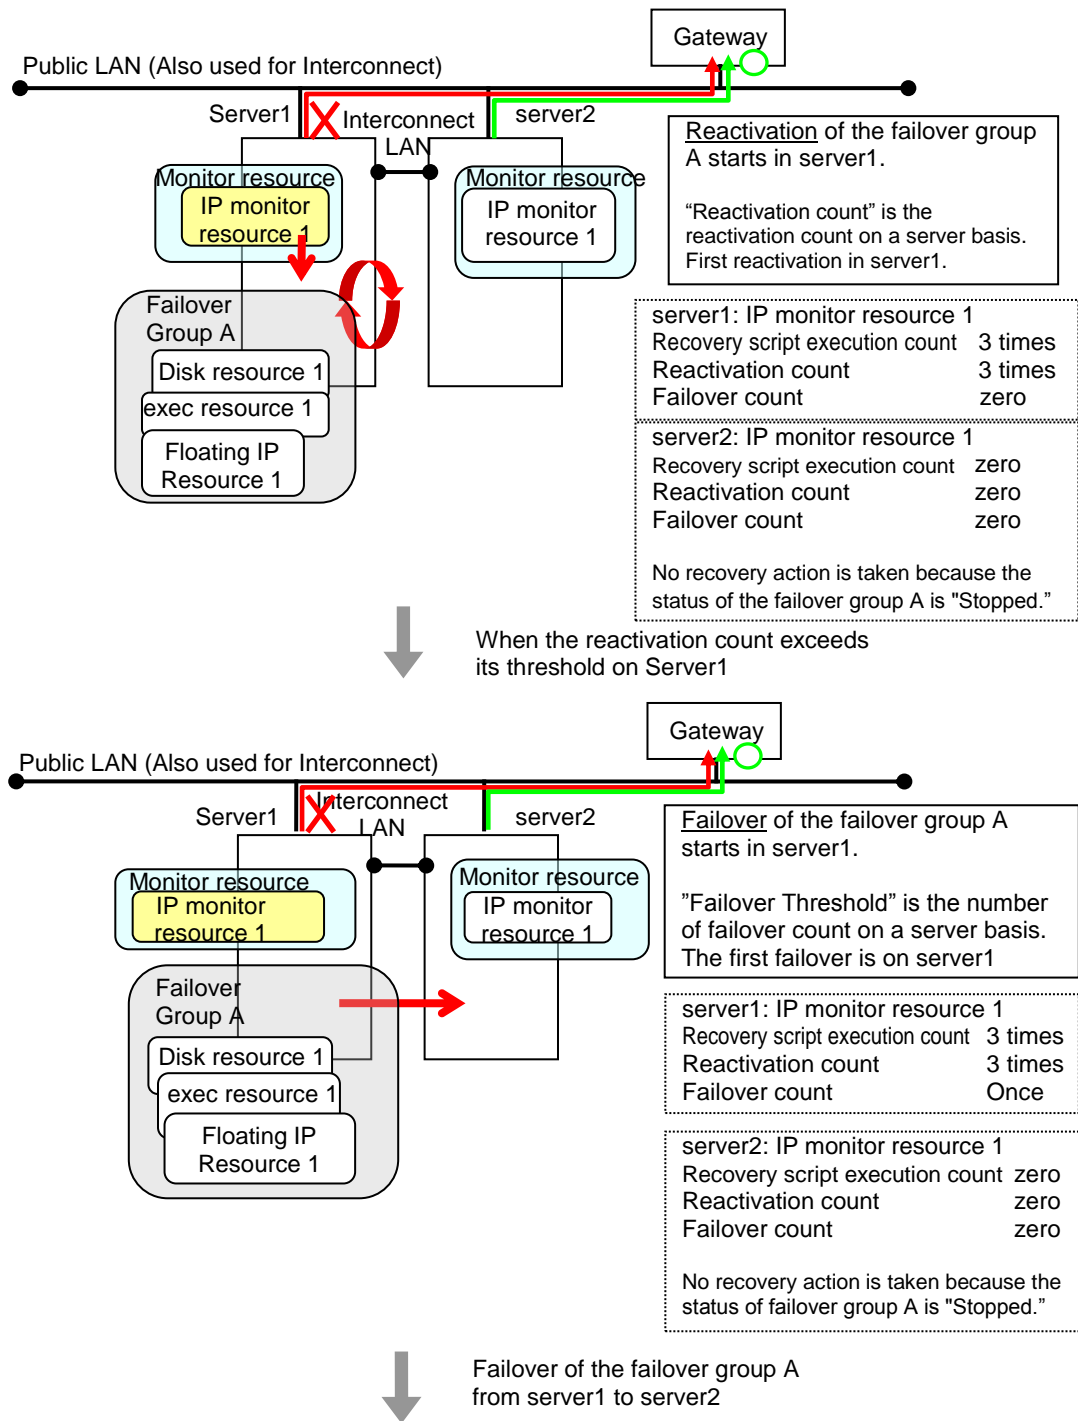 Gateway
Public LAN (Also used for Interconnect)
Server1
Interconnect
LAN
server2
Monitor resource
IP monitor
resource 1
Monitor resource
IP monitor
resource 1
Failover
Group A
Disk resource 1
exec resource 1
Floating IP
Resource 1
Reactivation of the failover group
A starts in server1.
“Reactivation count” is the
reactivation count on a server basis.
First reactivation in server1.
server1: IP monitor resource 1
Recovery script execution count 3 times
Reactivation count 3 times
Failover count zero
server2: IP monitor resource 1
Recovery script execution count zero
Reactivation count zero
Failover count zero
No recovery action is taken because the
status of the failover group A is "Stopped.”
When the reactivation count exceeds
its threshold on Server1
Gateway
Public LAN (Also used for Interconnect)
Server1
Interconnect
LAN
server2
Monitor resource
IP monitor
resource 1
Monitor resource
IP monitor
resource 1
Failover
Group A
Disk resource 1
exec resource 1
Floating IP
Resource 1
Failover of the failover group A
starts in server1.
”Failover Threshold” is the number
of failover count on a server basis.
The first failover is on server1
server1: IP monitor resource 1
Recovery script execution count 3 times
Reactivation count 3 times
Failover count Once
server2: IP monitor resource 1
Recovery script execution count zero
Reactivation count zero
Failover count zero
No recovery action is taken because the
status of failover group A is "Stopped.”
Failover of the failover group A
from server1 to server2